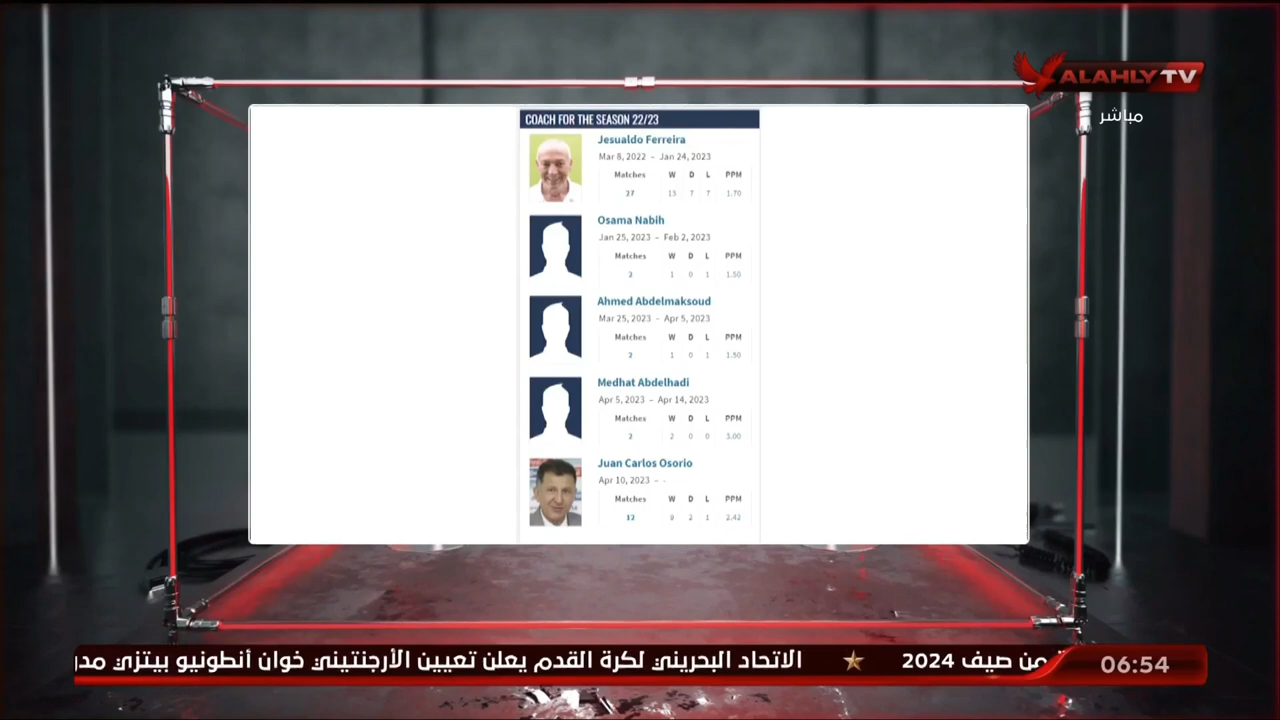 ALAHLY TV
مباشر
COACH FOR THE SEASON 22/23
Jesualdo Ferreira
Mar 8, 2022 - Jan 24, 2023
Matches W D L PPM
27 13 7 7 1.70
Osama Nabih
Jan 25, 2023 - Feb 2, 2023
Matches W D L PPM
2 1 0 1 1.50
Ahmed Abdelmaksoud
Mar 25, 2023 - Apr 5, 2023
Matches W D L PPM
2 1 0 1 1.50
Medhat Abdelhadi
Apr 5, 2023 - Apr 14, 2023
Matches W D L PPM
2 2 0 0 3.00
Juan Carlos Osorio
Apr 10, 2023 - -
Matches W D L PPM
12 9 2 1 2.42
من صيف 2024 ★ الاتحاد البحريني لكرة القدم يعلن تعيين الأرجنتيني خوان أنطونيو بيتزي
06:54